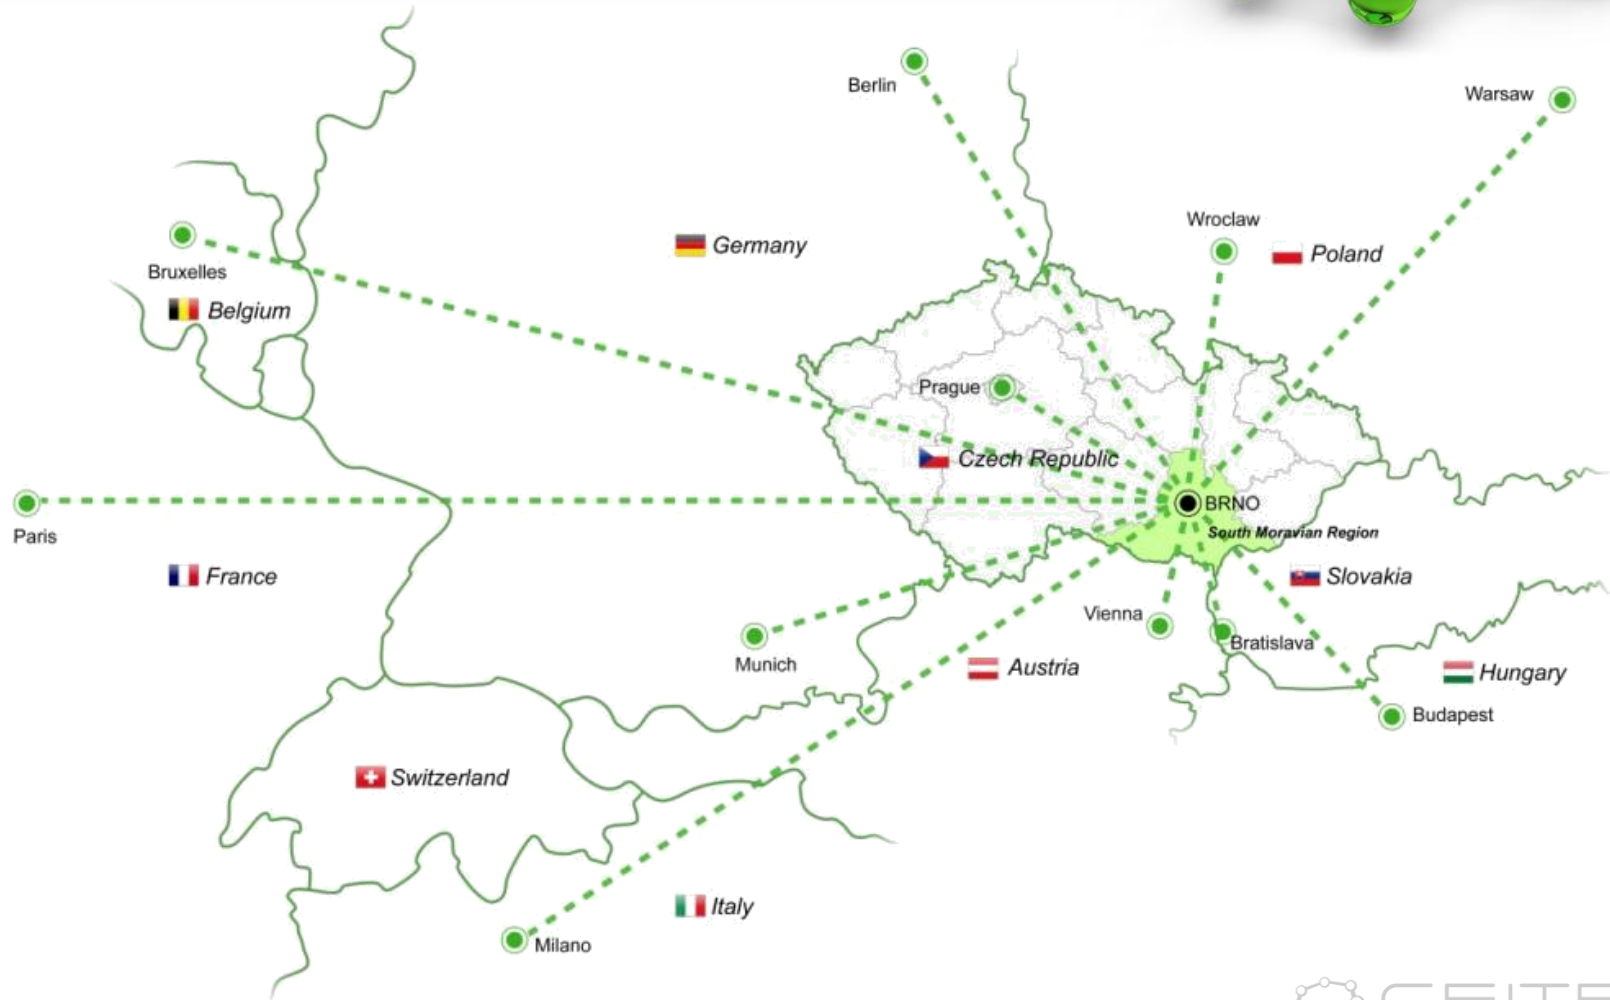 Berlin
Warsaw
Wroclaw
Germany
Poland
Bruxelles
Belgium
Prague
Czech Republic
BRNO
Paris
South Moravian Region
France
Slovakia
Vienna
Bratislava
Munich
Austria
Hungary
Budapest
Switzerland
Italy
Milano